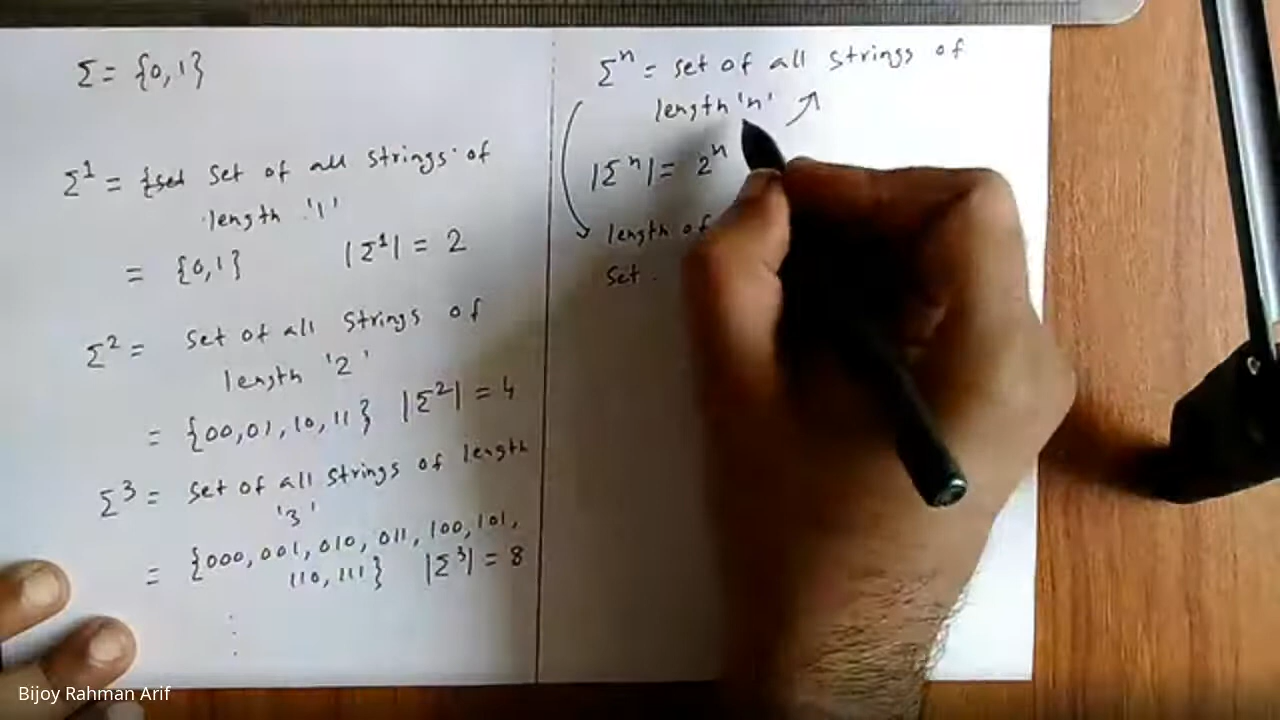 Σ = {0,1}
Σ¹ = {set Set of all strings of
length '1'
= {0,1} |Σ¹| = 2
Σ² = Set of all strings of
length '2'
= {00,01,10,11} |Σ²| = 4
Σ³ = Set of all strings of length
'3'
= {000,001,010,011,100,101,
110,111} |Σ³| = 8
Σⁿ = set of all strings of
length 'n'
|Σⁿ| = 2ⁿ
length of
Set.
Bijoy Rahman Arif